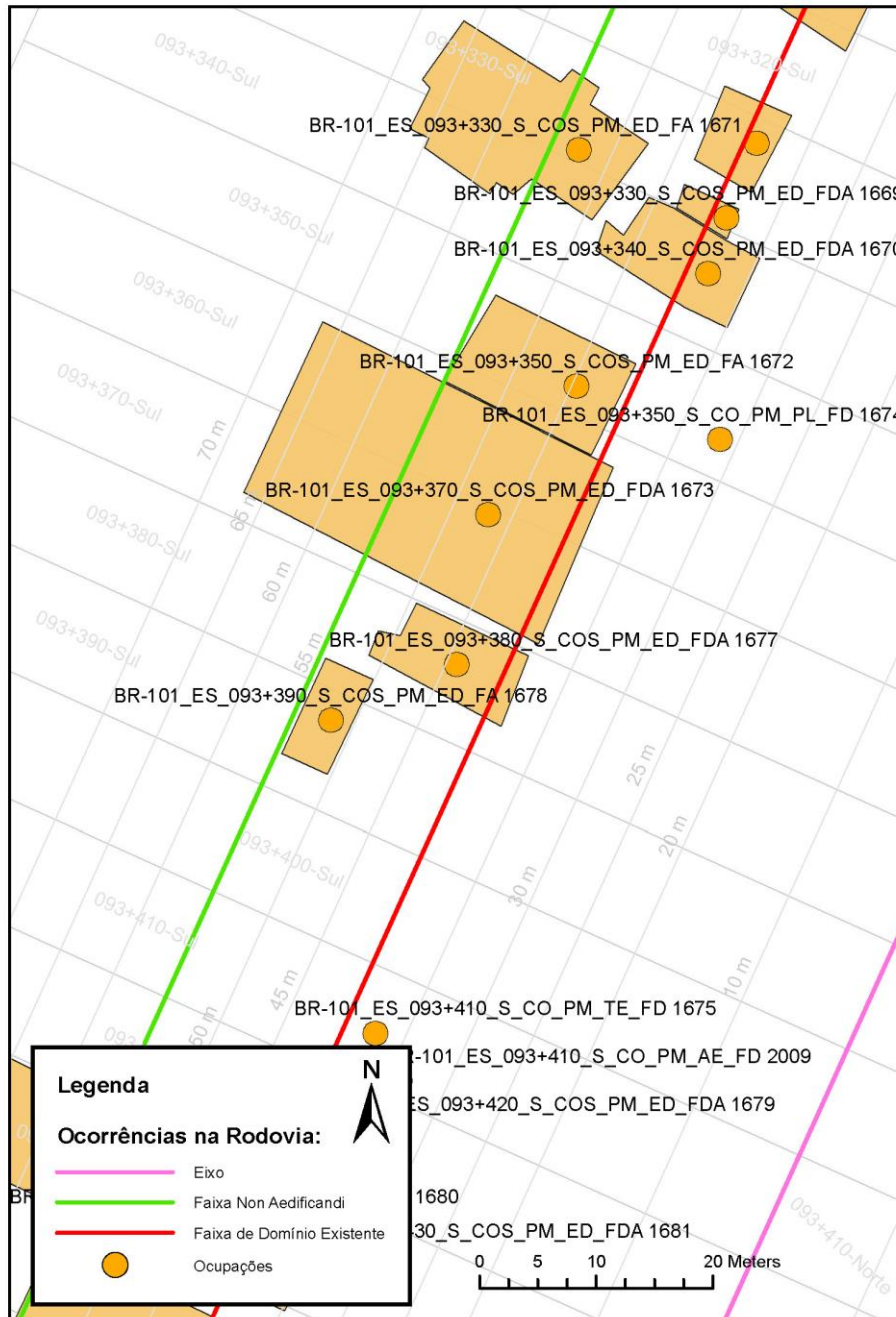 093+340-Sul
093+330-Sul
093+320-Sul
BR-101_ES_093+330_S_COS_PM_ED_FA 1671
BR-101_ES_093+330_S_COS_PM_ED_FDA 1669
093+350-Sul
BR-101_ES_093+340_S_COS_PM_ED_FDA 1670
093+360-Sul
BR-101_ES_093+350_S_COS_PM_ED_FA 1672
093+370-Sul
BR-101_ES_093+350_S_CO_PM_PL_FD 1674
70 m
BR-101_ES_093+370_S_COS_PM_ED_FDA 1673
65 m
093+380-Sul
60 m
093+390-Sul
55 m
BR-101_ES_093+380_S_COS_PM_ED_FDA 1677
BR-101_ES_093+390_S_COS_PM_ED_FA 1678
25 m
20 m
093+400-Sul
30 m
093+410-Sul
10 m
45 m
50 m
BR-101_ES_093+410_S_CO_PM_TE_FD 1675
-101_ES_093+410_S_CO_PM_AE_FD 2009
ES_093+420_S_COS_PM_ED_FDA 1679
1680
430_S_COS_PM_ED_FDA 1681
093+410-Norte
0 5 10 20 Meters
N
Legenda
Ocorrências na Rodovia:
Eixo
Faixa Non Aedificandi
Faixa de Domínio Existente
Ocupações